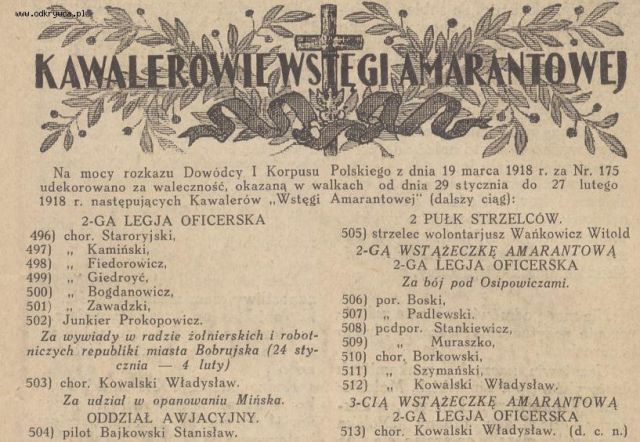 www.odkrywca.pl
KAWALEROWIE WSTĘGI AMARANTOWEJ
Na mocy rozkazu Dowódcy I Korpusu Polskiego z dnia 19 marca 1918 r. za Nr. 175
udekorowano za waleczność, okazaną w walkach od dnia 29 stycznia do 27 lutego
1918 r. następujących Kawalerów „Wstęgi Amarantowej" (dalszy ciąg):
2-GA LEGJA OFICERSKA
496) chor. Staroryjski,
497) „ Kamiński,
498) „ Fiedorowicz,
499) „ Giedroyć,
500) „ Bogdanowicz,
501) „ Zawadzki,
502) Junkier Prokopowicz.
Za wywiady w radzie żołnierskich i robot-
niczych republiki miasta Bobrujska (24 sty-
cznia — 4 luty)
503) chor. Kowalski Władysław.
Za udział w opanowaniu Mińska.
ODDZIAŁ AWJACYJNY.
504) pilot Bajkowski Stanisław.
2 PUŁK STRZELCÓW.
505) strzelec wolontarjusz Wańkowicz Witold
2-GĄ WSTĄŻECZKĘ AMARANTOWĄ
2-GA LEGJA OFICERSKA
Za bój pod Osipowiczami.
506) por. Boski,
507) „ Padlewski.
508) podpor. Stankiewicz,
509) „ Muraszko,
510) chor. Borkowski,
511) „ Szymański,
512) „ Kowalski Władysław.
3-CIĄ WSTĄŻECZKĘ AMARANTOWĄ
2-GA LEGJA OFICERSKA
513) chor. Kowalski Władysław. (d. c. n.)